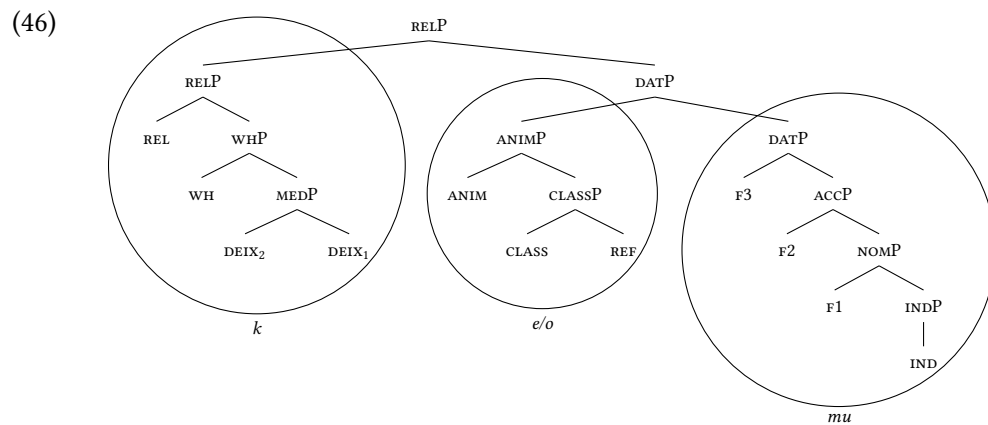 (46)
RELP
RELP DATP
REL WHP ANIMP DATP
WH MEDP ANIM CLASSP F3 ACCP
DEIX₂ DEIX₁ CLASS REF F2 NOMP
F1 INDP
k e/o
IND
mu